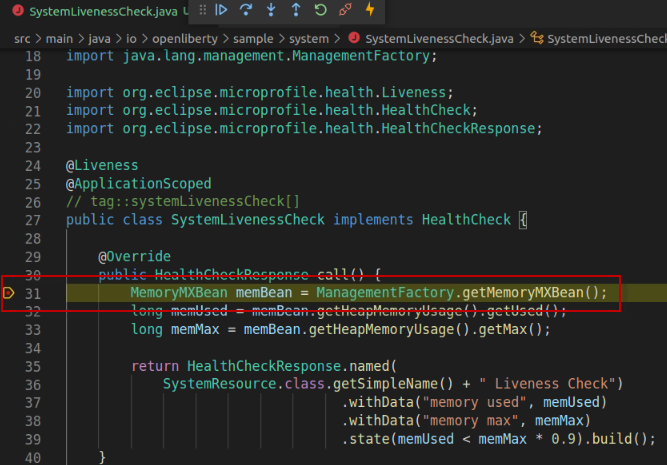 SystemLivenessCheck.java U
src > main > java > io > openliberty > sample > system > SystemLivenessCheck.java > SystemLivenessCheck
18 import java.lang.management.ManagementFactory;
19
20 import org.eclipse.microprofile.health.Liveness;
21 import org.eclipse.microprofile.health.HealthCheck;
22 import org.eclipse.microprofile.health.HealthCheckResponse;
23
24 @Liveness
25 @ApplicationScoped
26 // tag::systemLivenessCheck[]
27 public class SystemLivenessCheck implements HealthCheck {
28
29 @Override
30 public HealthCheckResponse call() {
31 MemoryMXBean memBean = ManagementFactory.getMemoryMXBean();
32 long memUsed = memBean.getHeapMemoryUsage().getUsed();
33 long memMax = memBean.getHeapMemoryUsage().getMax();
34
35 return HealthCheckResponse.named(
36 SystemResource.class.getSimpleName() + " Liveness Check")
37 .withData("memory used", memUsed)
38 .withData("memory max", memMax)
39 .state(memUsed < memMax * 0.9).build();
40 }